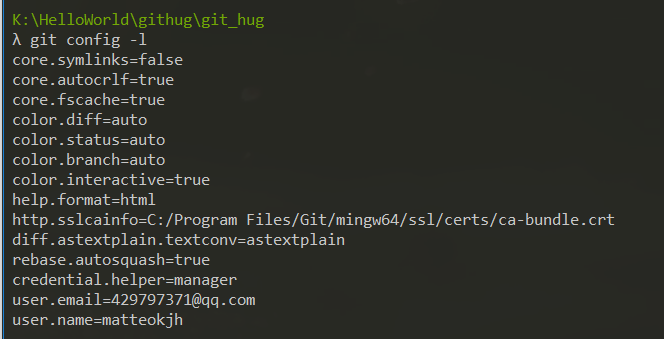 K:\HelloWorld\githug\git_hug
λ git config -l
core.symlinks=false
core.autocrlf=true
core.fscache=true
color.diff=auto
color.status=auto
color.branch=auto
color.interactive=true
help.format=html
http.sslcainfo=C:/Program Files/Git/mingw64/ssl/certs/ca-bundle.crt
diff.astextplain.textconv=astextplain
rebase.autosquash=true
credential.helper=manager
user.email=429797371@qq.com
user.name=matteokjh